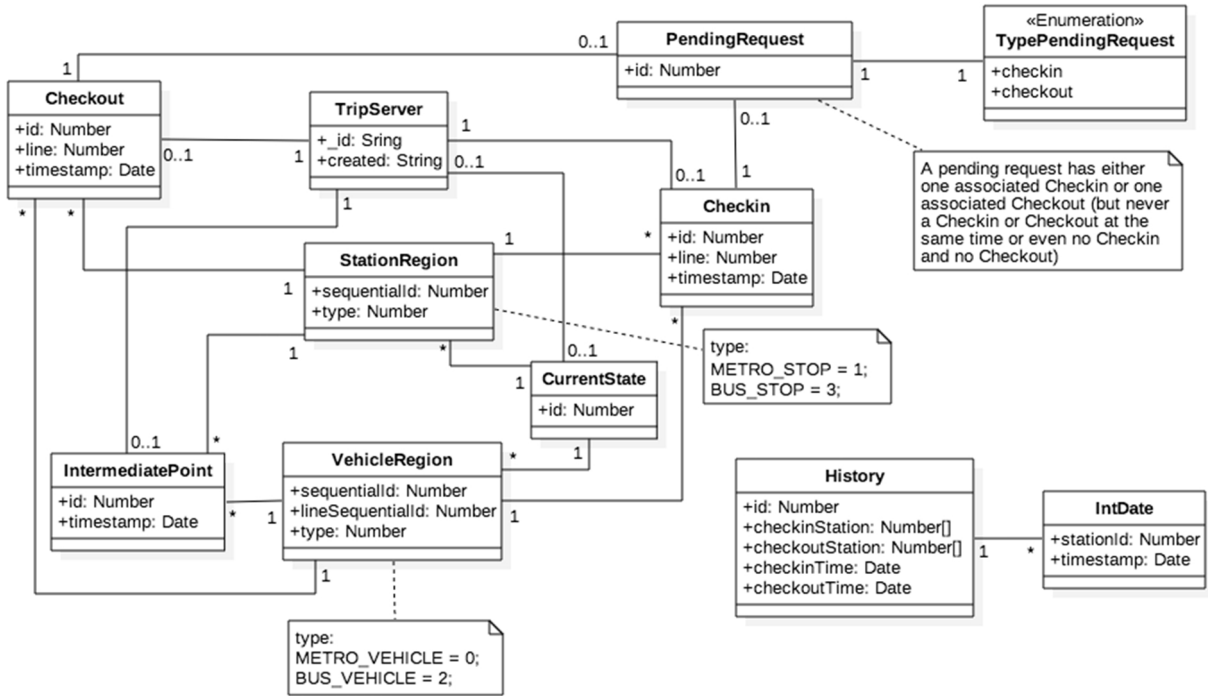 «Enumeration»
TypePendingRequest
+checkin
+checkout
PendingRequest
+id: Number
0..1
1
1
1
0..1
1
Checkout
+id: Number
+line: Number
+timestamp: Date
0..1
1
*
*
TripServer
+_id: Sring
+created: String
1
0..1
0..1
1
A pending request has either
one associated Checkin or one
associated Checkout (but never
a Checkin or Checkout at the
same time or even no Checkin
and no Checkout)
Checkin
+id: Number
+line: Number
+timestamp: Date
*
*
StationRegion
+sequentialId: Number
+type: Number
1
1
1
*
type:
METRO_STOP = 1;
BUS_STOP = 3;
CurrentState
+id: Number
0..1
1
1
IntermediatePoint
+id: Number
+timestamp: Date
0..1
*
*
VehicleRegion
+sequentialId: Number
+lineSequentialId: Number
+type: Number
*
1
1
1
type:
METRO_VEHICLE = 0;
BUS_VEHICLE = 2;
History
+id: Number
+checkinStation: Number[]
+checkoutStation: Number[]
+checkinTime: Date
+checkoutTime: Date
1
*
IntDate
+stationId: Number
+timestamp: Date